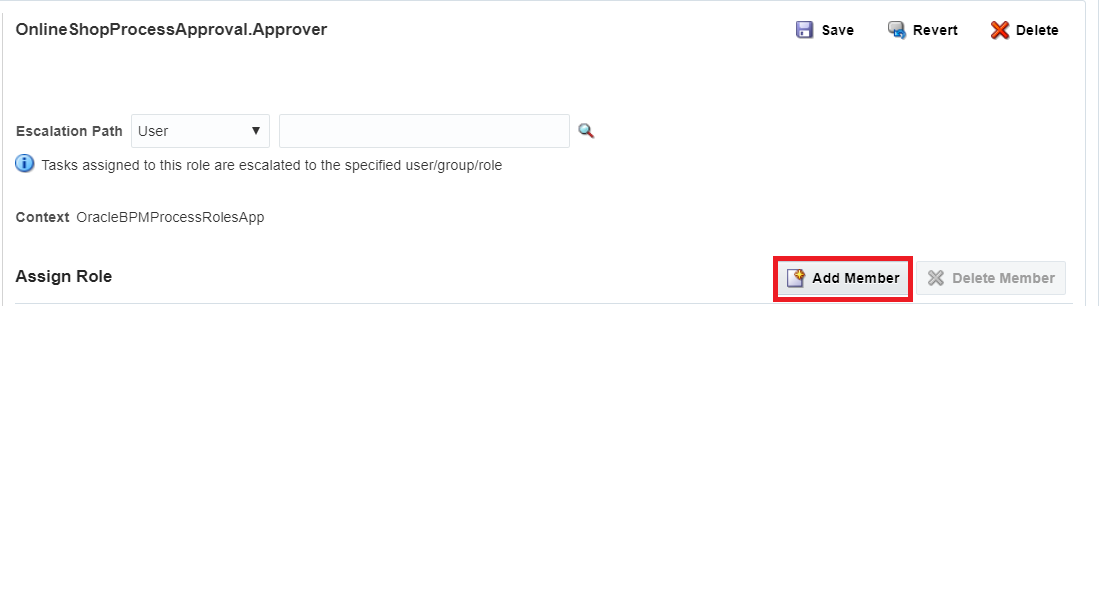 OnlineShopProcessApproval.Approver Save Revert Delete
Escalation Path User
Tasks assigned to this role are escalated to the specified user/group/role
Context OracleBPMProcessRolesApp
Assign Role Add Member Delete Member